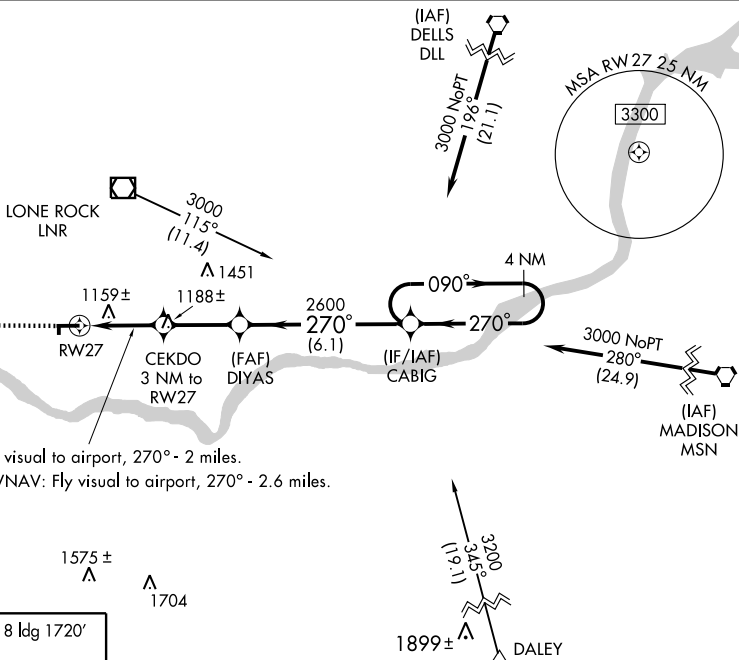 (IAF)
DELLS
DLL
3000 NoPT
196°
(21.1)
MSA RW27 25 NM
3300
LONE ROCK
LNR
3000
115°
(11.4)
1451
4 NM
090°
1159±
1188±
2600
270°
(6.1)
270°
RW27
CEKDO
3 NM to
RW27
(FAF)
DIYAS
(IF/IAF)
CABIG
3000 NoPT
280°
(24.9)
(IAF)
MADISON
MSN
visual to airport, 270° - 2 miles.
/NAV: Fly visual to airport, 270° - 2.6 miles.
3200
345°
(19.1)
1575 ±
1704
8 ldg 1720'
1899±
DALEY